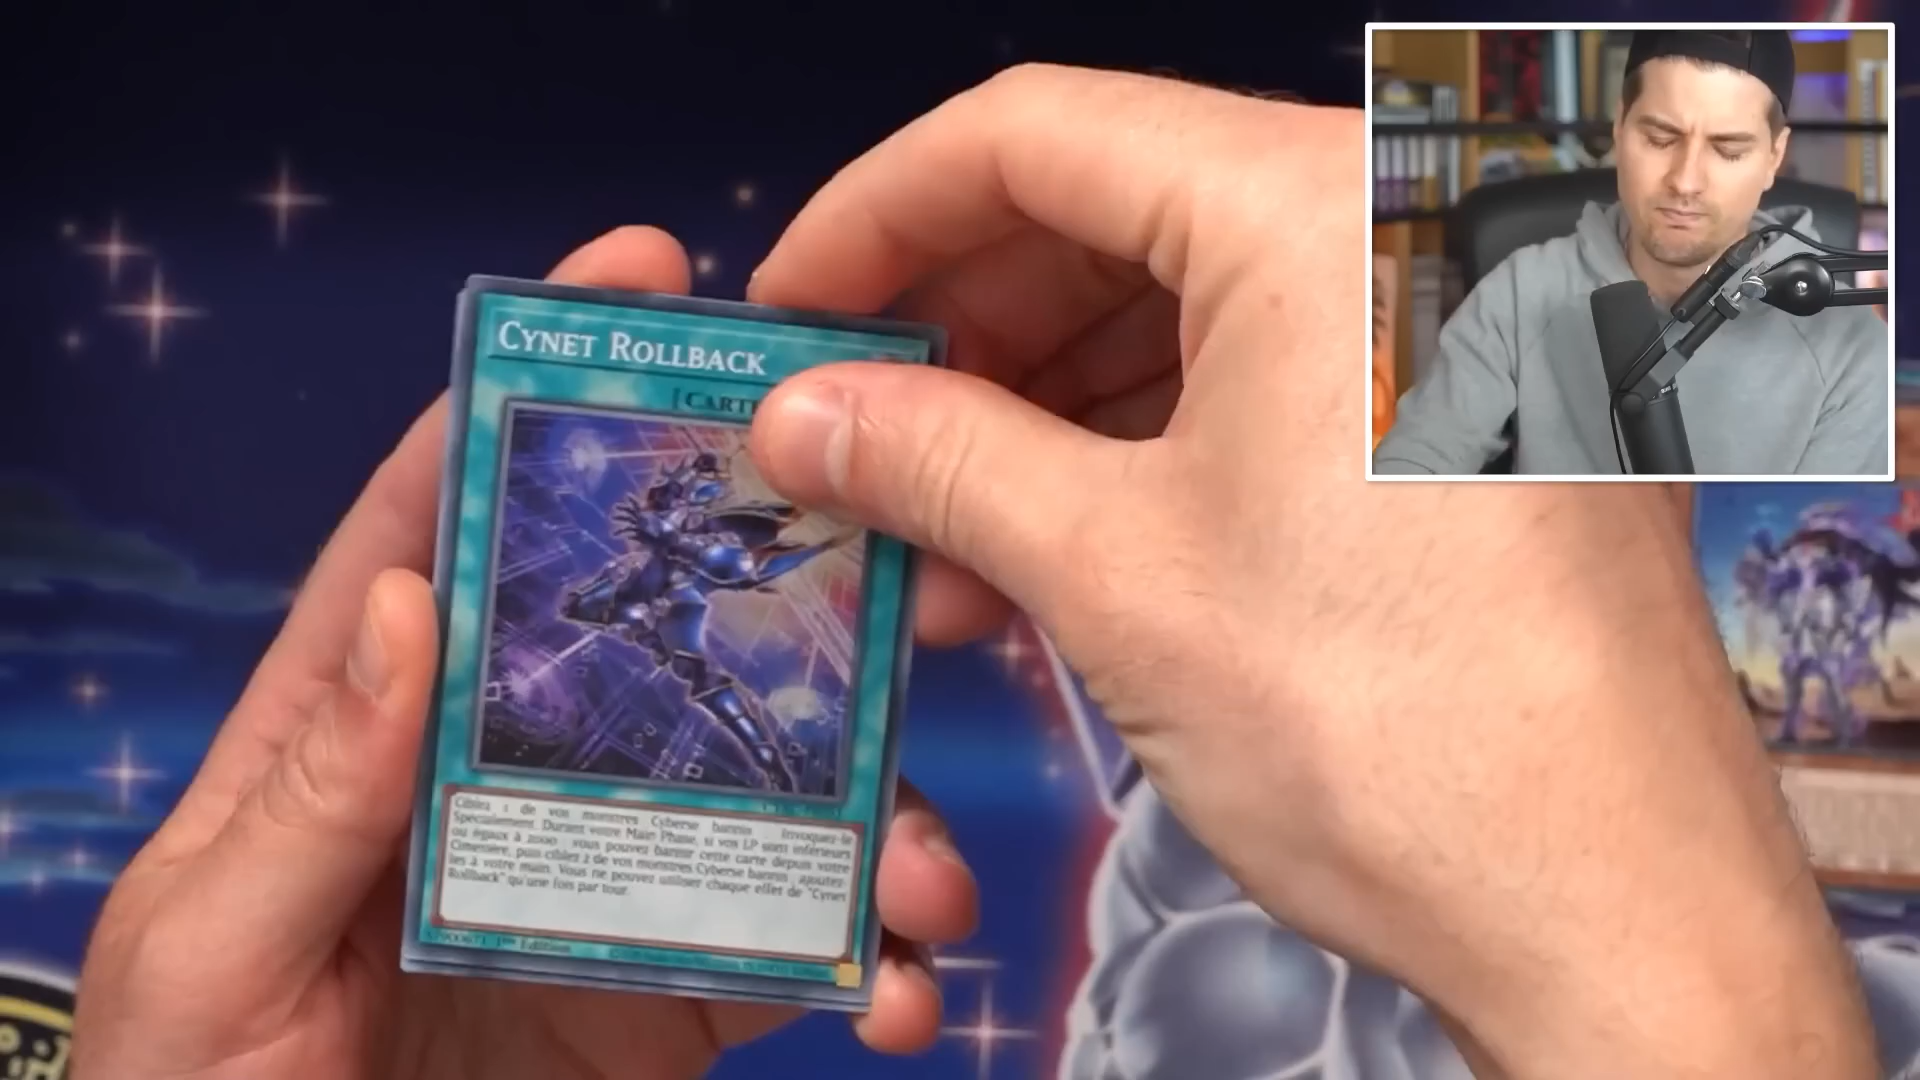 CYNET ROLLBACK
[CARTE
Ciblez 1 de vos monstres Cyberse bannis ; Invoquez-le
Spécialement. Durant votre Main Phase, si vos LP sont inférieurs
ou égaux à 2000 : vous pouvez bannir cette carte depuis votre
Cimetière, puis ciblez 2 de vos monstres Cyberse bannis ; ajoutez-
les à votre main. Vous ne pouvez utiliser chaque effet de "Cynet
Rollback" qu'une fois par tour.
1ère Edition